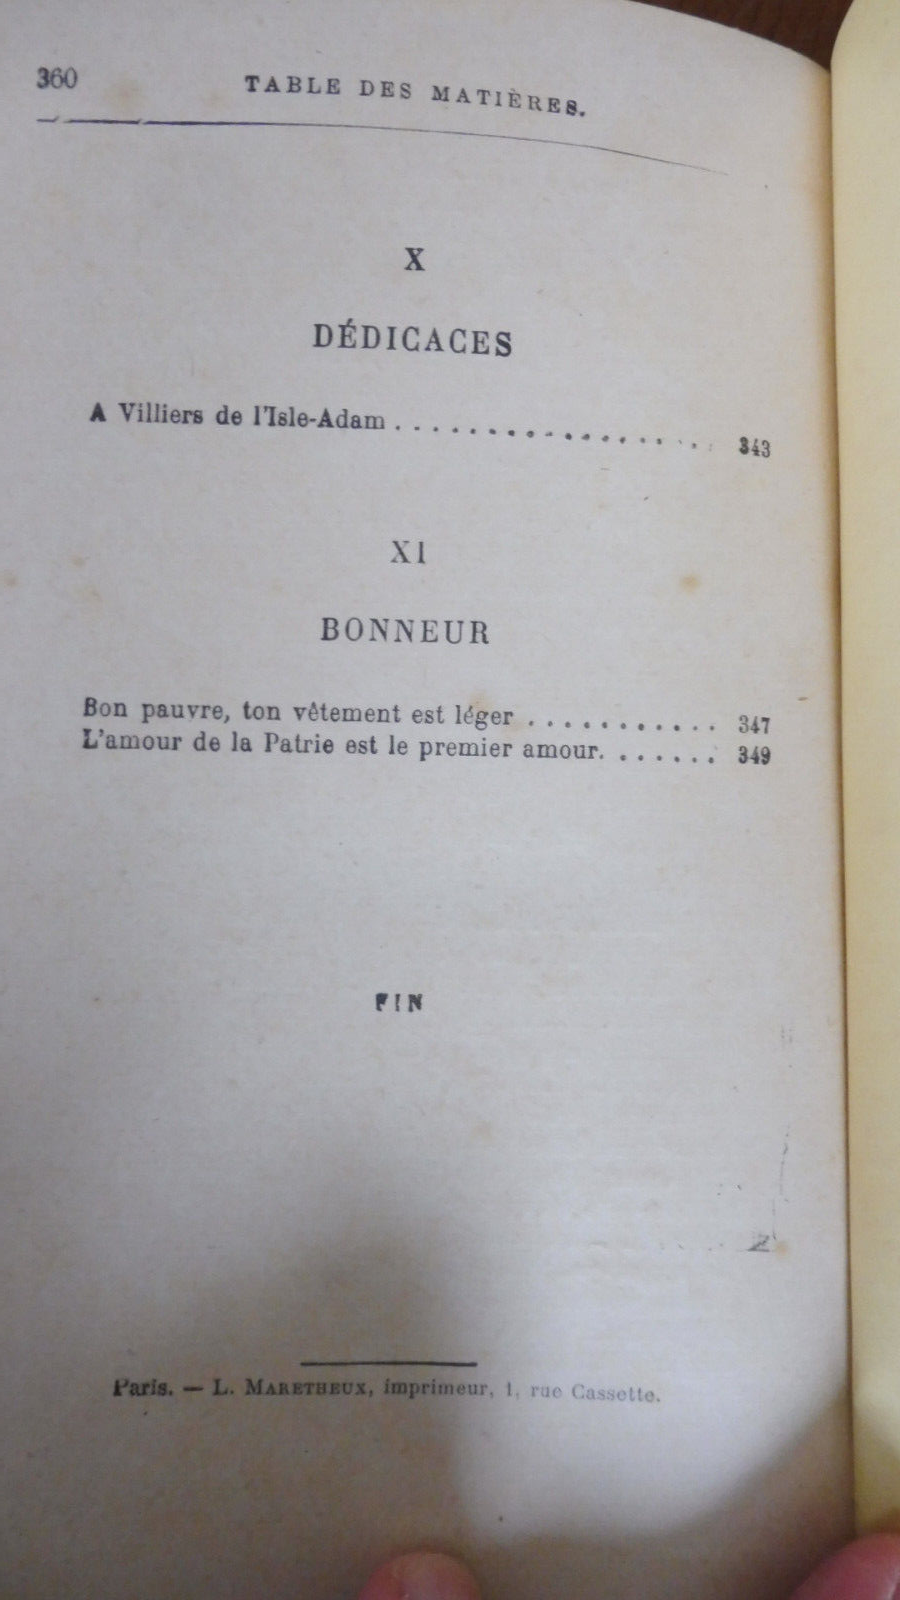 360
TABLE DES MATIÈRES.
X
DÉDICACES
A Villiers de l'Isle-Adam . . . . . . . . . . . . . . . . . 343
X1
BONNEUR
Bon pauvre, ton vêtement est léger . . . . . . . . . . . 347
L'amour de la Patrie est le premier amour. . . . . . . 349
FIN
Paris. — L. MARETHEUX, imprimeur, 1, rue Cassette.